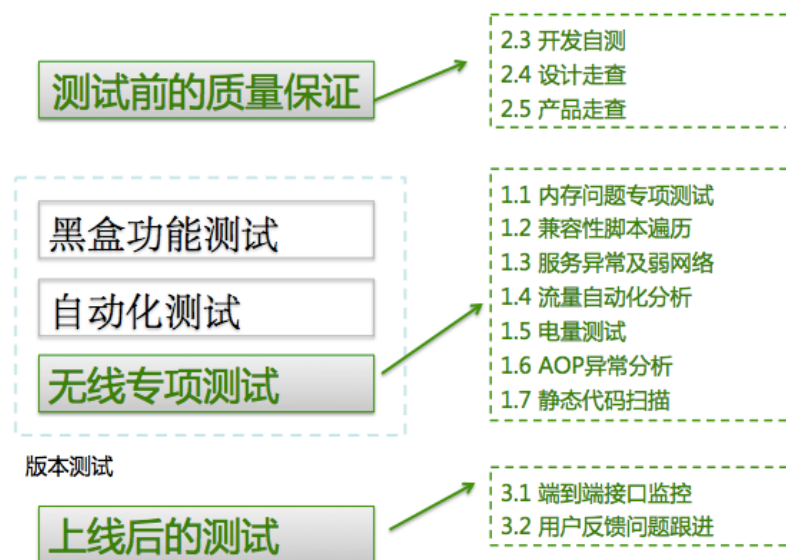 测试前的质量保证
2.3 开发自测
2.4 设计走查
2.5 产品走查
黑盒功能测试
自动化测试
无线专项测试
1.1 内存问题专项测试
1.2 兼容性脚本遍历
1.3 服务异常及弱网络
1.4 流量自动化分析
1.5 电量测试
1.6 AOP异常分析
1.7 静态代码扫描
版本测试
上线后的测试
3.1 端到端接口监控
3.2 用户反馈问题跟进